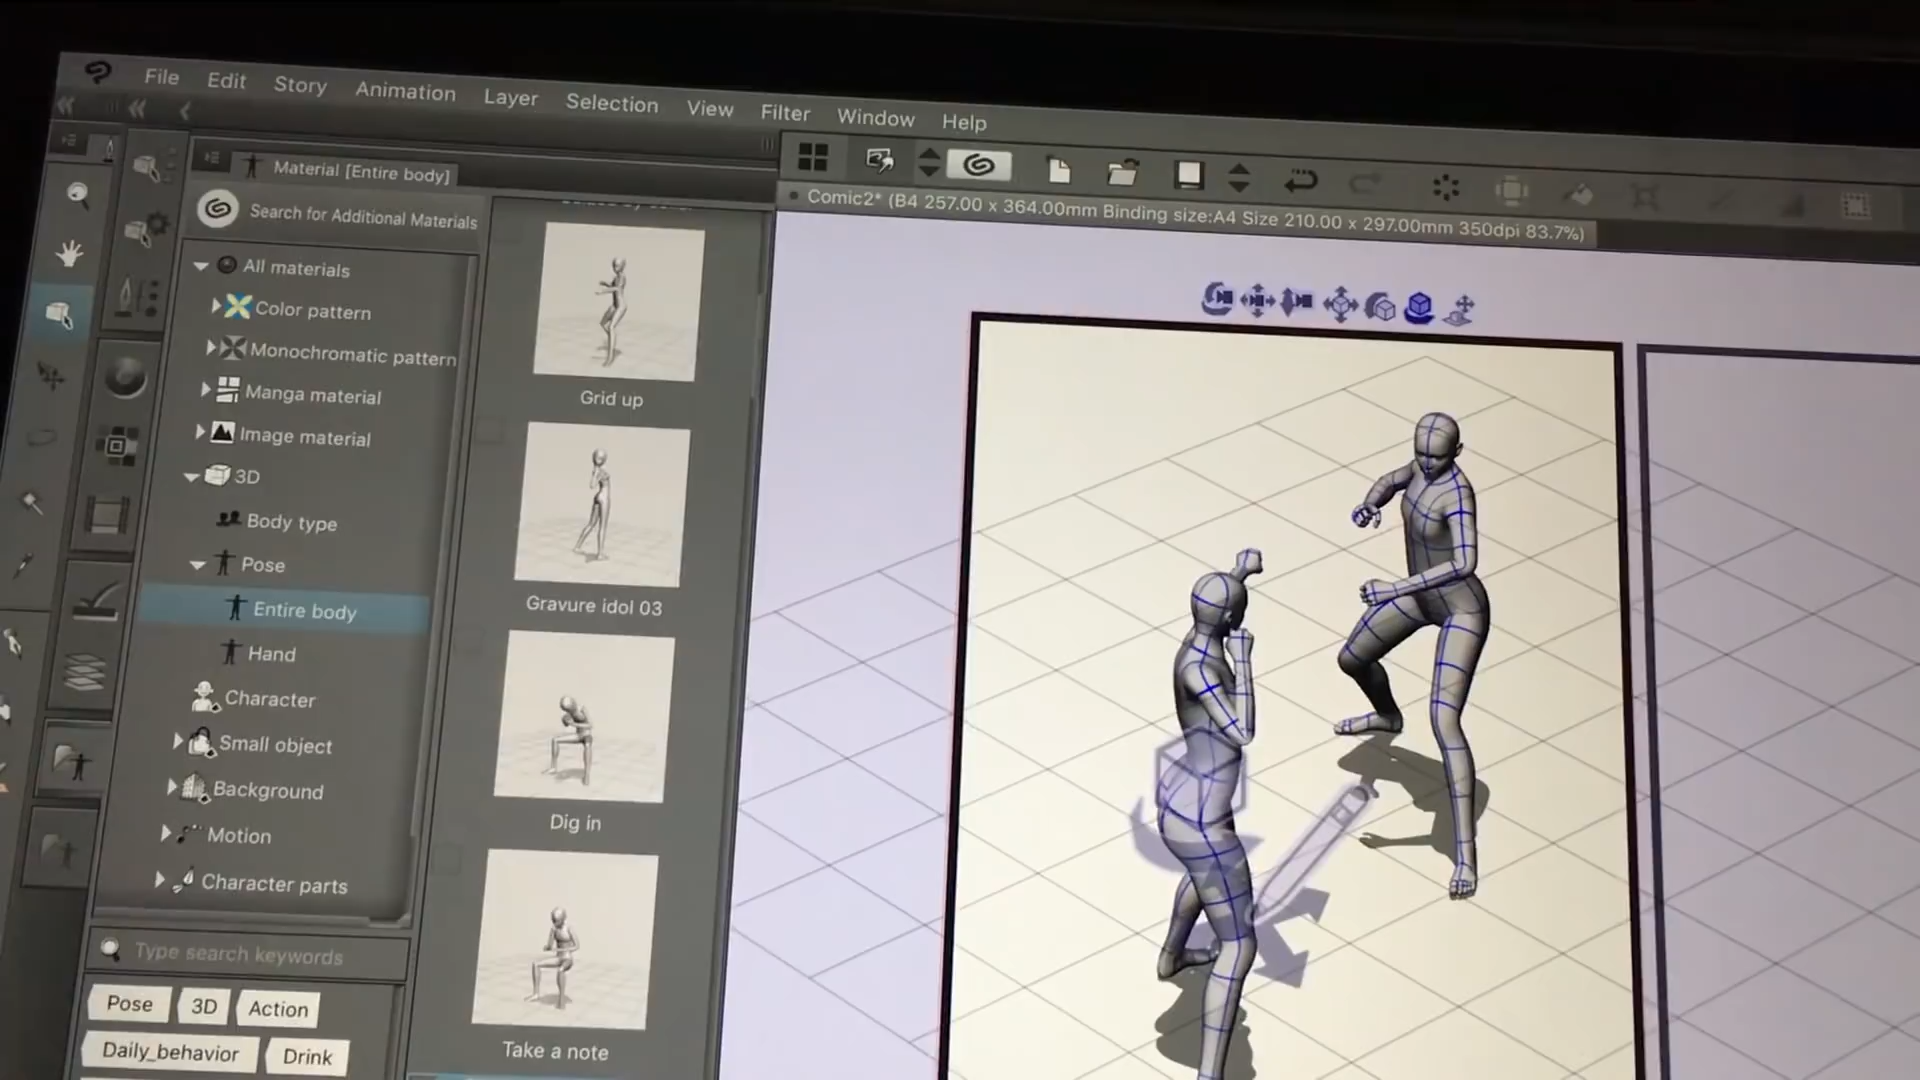 File Edit Story Animation Layer Selection View Filter Window Help
Material [Entire body]
Search for Additional Materials
Comic2* (B4 257.00 x 364.00mm Binding size:A4 Size 210.00 x 297.00mm 350dpi 83.7%)
All materials
Color pattern
Monochromatic pattern
Manga material
Image material
3D
Body type
Pose
Entire body
Hand
Character
Small object
Background
Motion
Character parts
Type search keywords
Pose 3D Action
Daily_behavior Drink
Grid up
Gravure idol 03
Dig in
Take a note